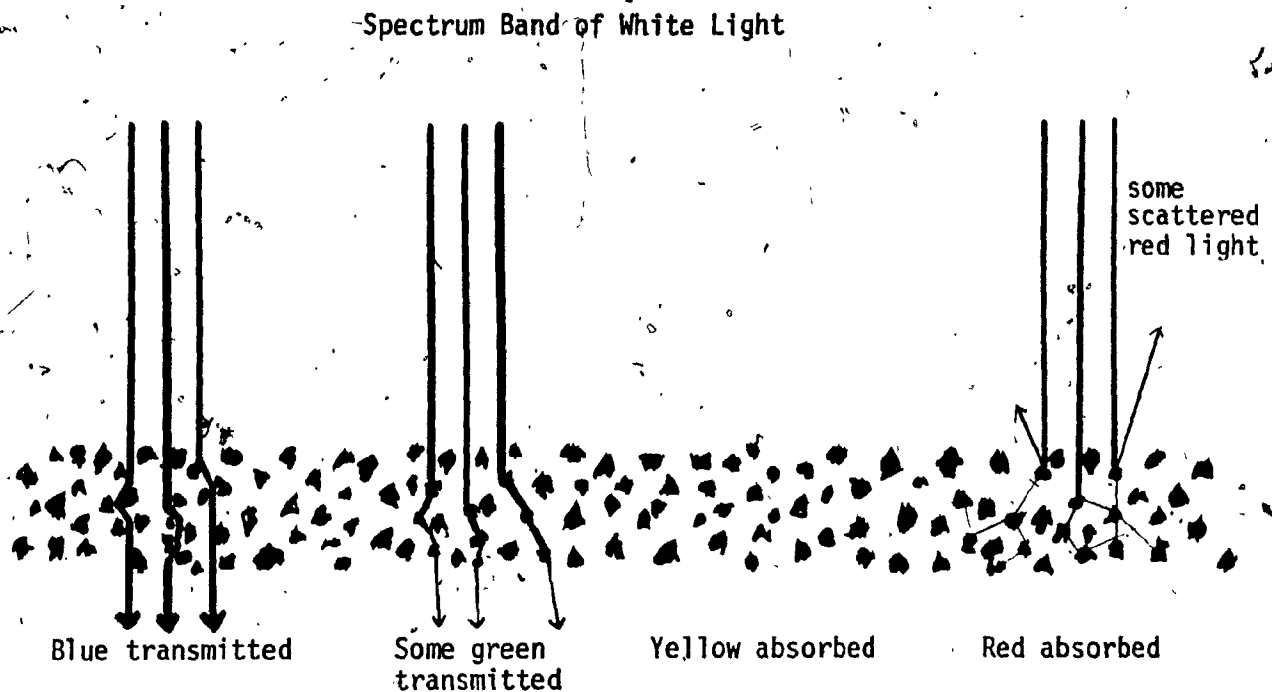 Spectrum Band of White Light
some
scattered
red light
Blue transmitted
Some green
transmitted
Yellow absorbed
Red absorbed